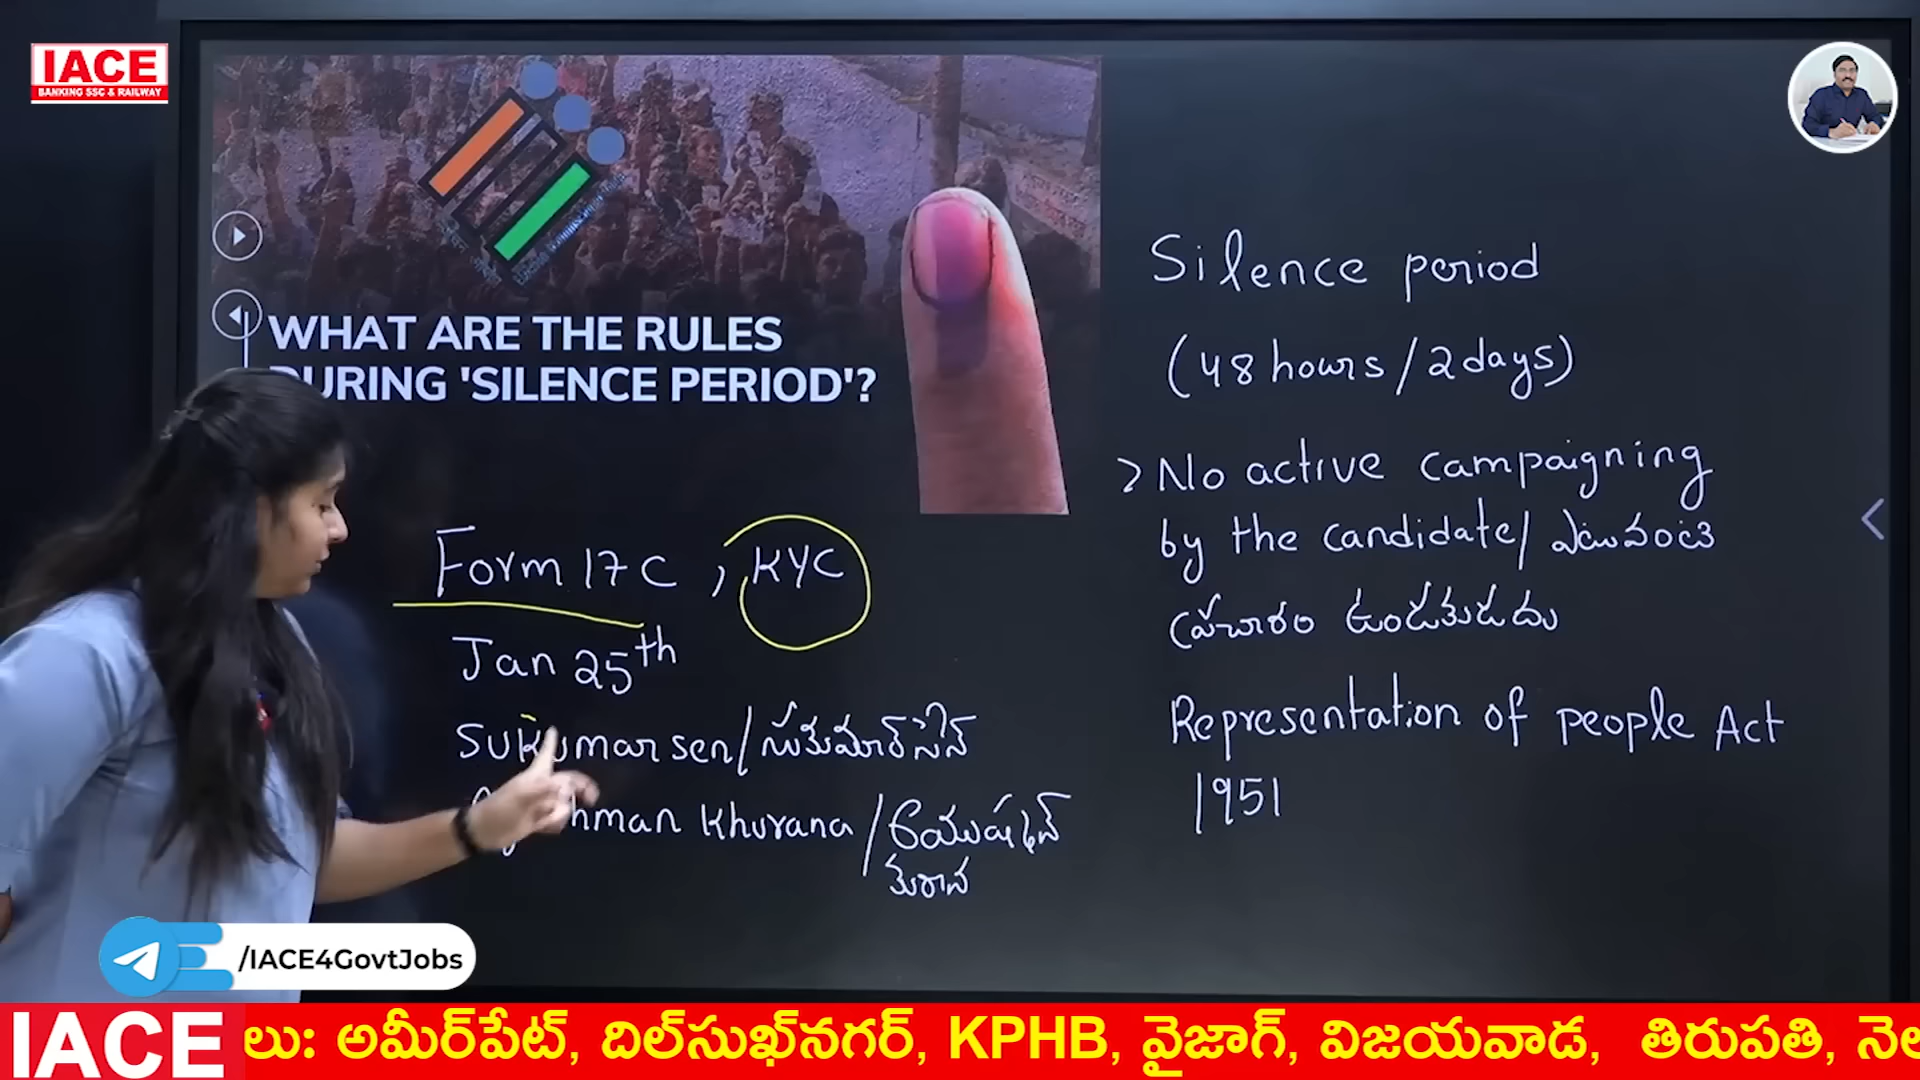 IACE
BANKING SSC & RAILWAY
WHAT ARE THE RULES
DURING 'SILENCE PERIOD'?
Form 17C , KYC
Jan 25th
Sukumar sen / సుకుమార్ సేన్
hman Khurana / ఆయుష్మాన్
Silence period
(48 hours / 2 days)
> No active campaigning
by the candidate / ఎటువంటి
ప్రచారం ఉండకూడదు
Representation of people Act
1951
/IACE4GovtJobs
IACE లు: అమీర్‌పేట్, దిల్‌సుఖ్‌నగర్, KPHB, వైజాగ్, విజయవాడ, తిరుపతి, నెల